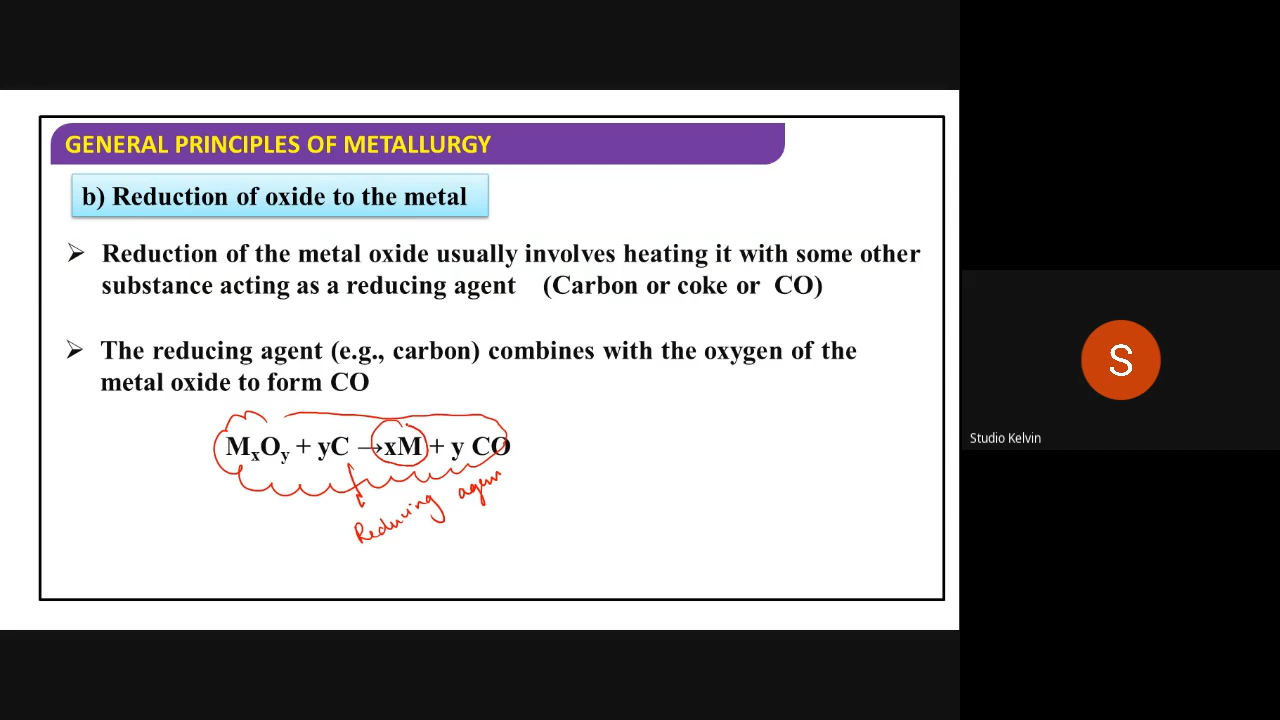 GENERAL PRINCIPLES OF METALLURGY
b) Reduction of oxide to the metal
➢ Reduction of the metal oxide usually involves heating it with some other
substance acting as a reducing agent (Carbon or coke or CO)
➢ The reducing agent (e.g., carbon) combines with the oxygen of the
metal oxide to form CO
MₓOᵧ + yC →xM + y CO
Reducing agen
S
Studio Kelvin